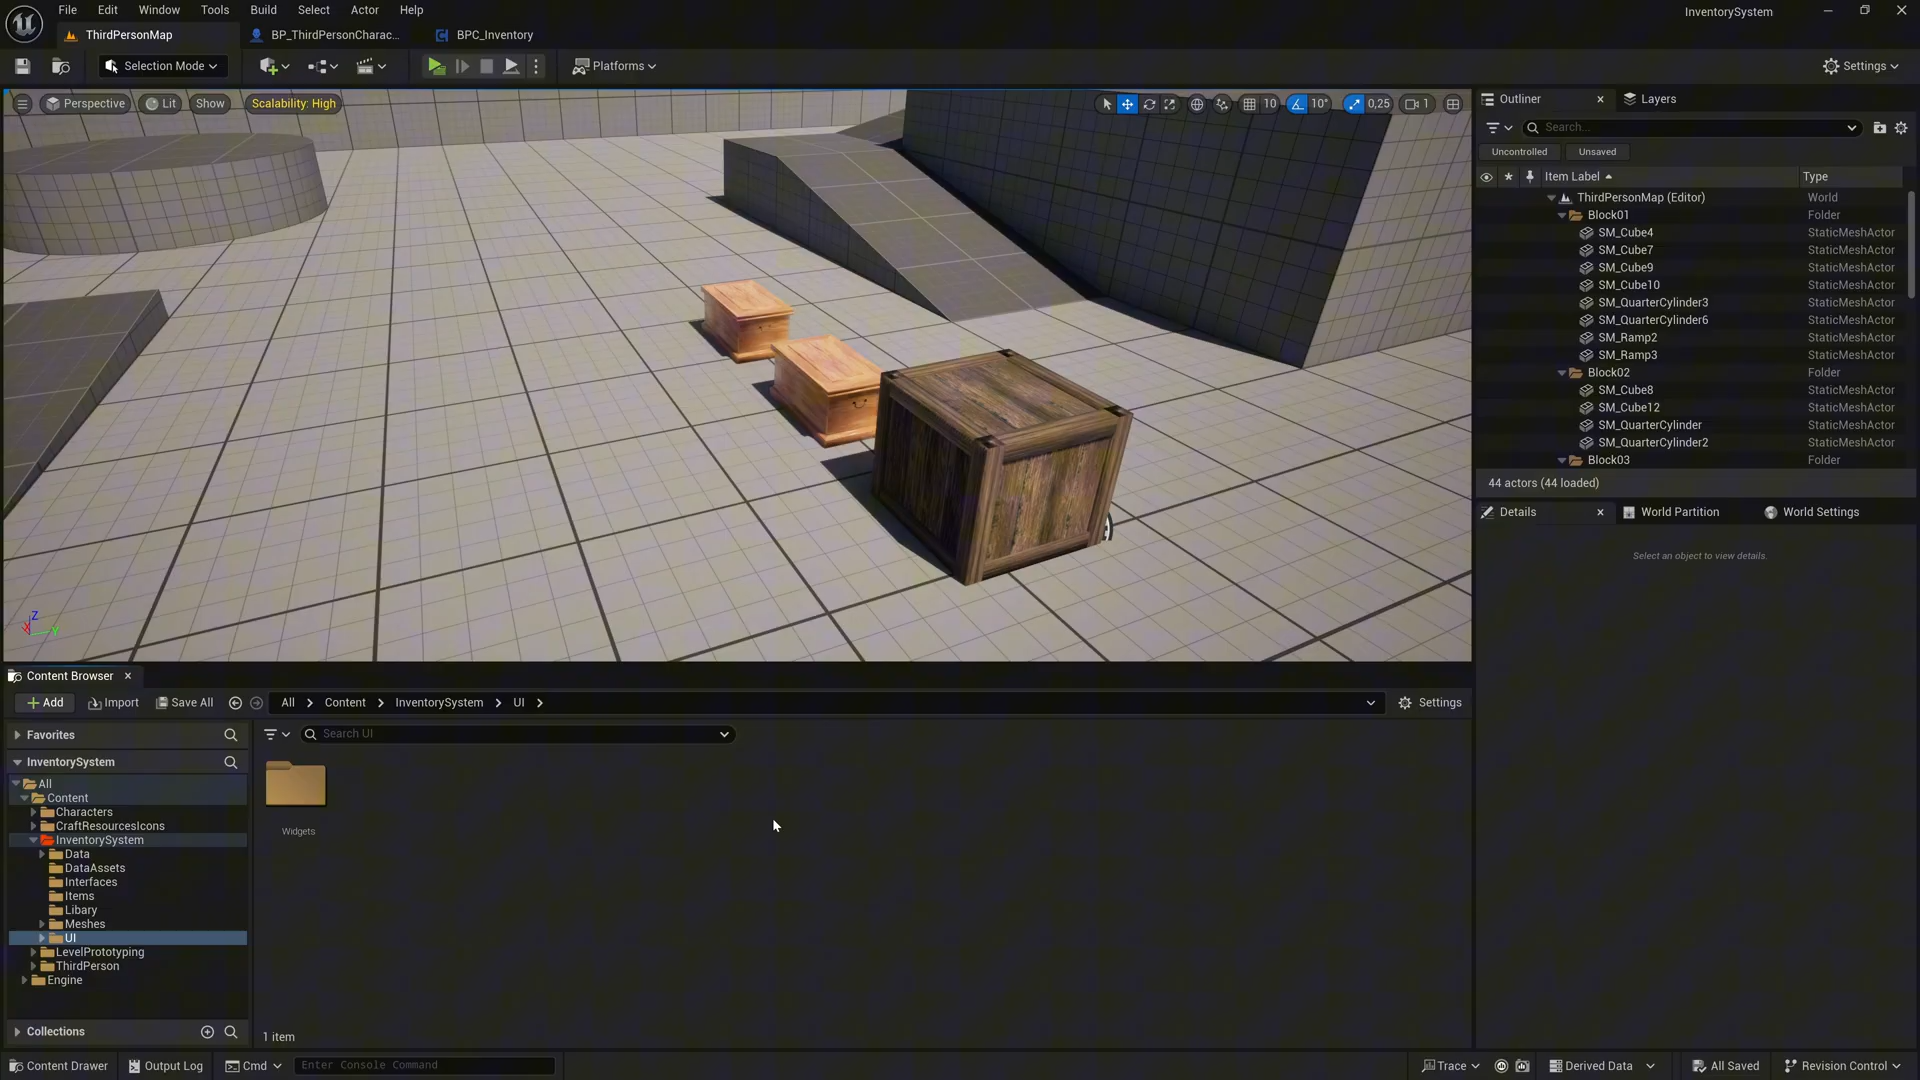 File Edit Window Tools Build Select Actor Help
InventorySystem
ThirdPersonMap BP_ThirdPersonCharac... BPC_Inventory
Selection Mode Platforms Settings
Perspective Lit Show Scalability: High 10 10° 0,25 1
Outliner Layers
Search...
Uncontrolled Unsaved
Item Label Type
ThirdPersonMap (Editor) World
Block01 Folder
SM_Cube4 StaticMeshActor
SM_Cube7 StaticMeshActor
SM_Cube9 StaticMeshActor
SM_Cube10 StaticMeshActor
SM_QuarterCylinder3 StaticMeshActor
SM_QuarterCylinder6 StaticMeshActor
SM_Ramp2 StaticMeshActor
SM_Ramp3 StaticMeshActor
Block02 Folder
SM_Cube8 StaticMeshActor
SM_Cube12 StaticMeshActor
SM_QuarterCylinder StaticMeshActor
SM_QuarterCylinder2 StaticMeshActor
Block03 Folder
44 actors (44 loaded)
Details World Partition World Settings
Select an object to view details.
Z
X Y
Content Browser
Add Import Save All All Content InventorySystem UI Settings
Favorites
Search UI
InventorySystem
All
Content
Characters
CraftResourcesIcons
InventorySystem
Data
DataAssets
Interfaces
Items
Libary
Meshes
UI
LevelPrototyping
ThirdPerson
Engine
Widgets
Collections
1 item
Content Drawer Output Log Cmd Enter Console Command Trace Derived Data All Saved Revision Control